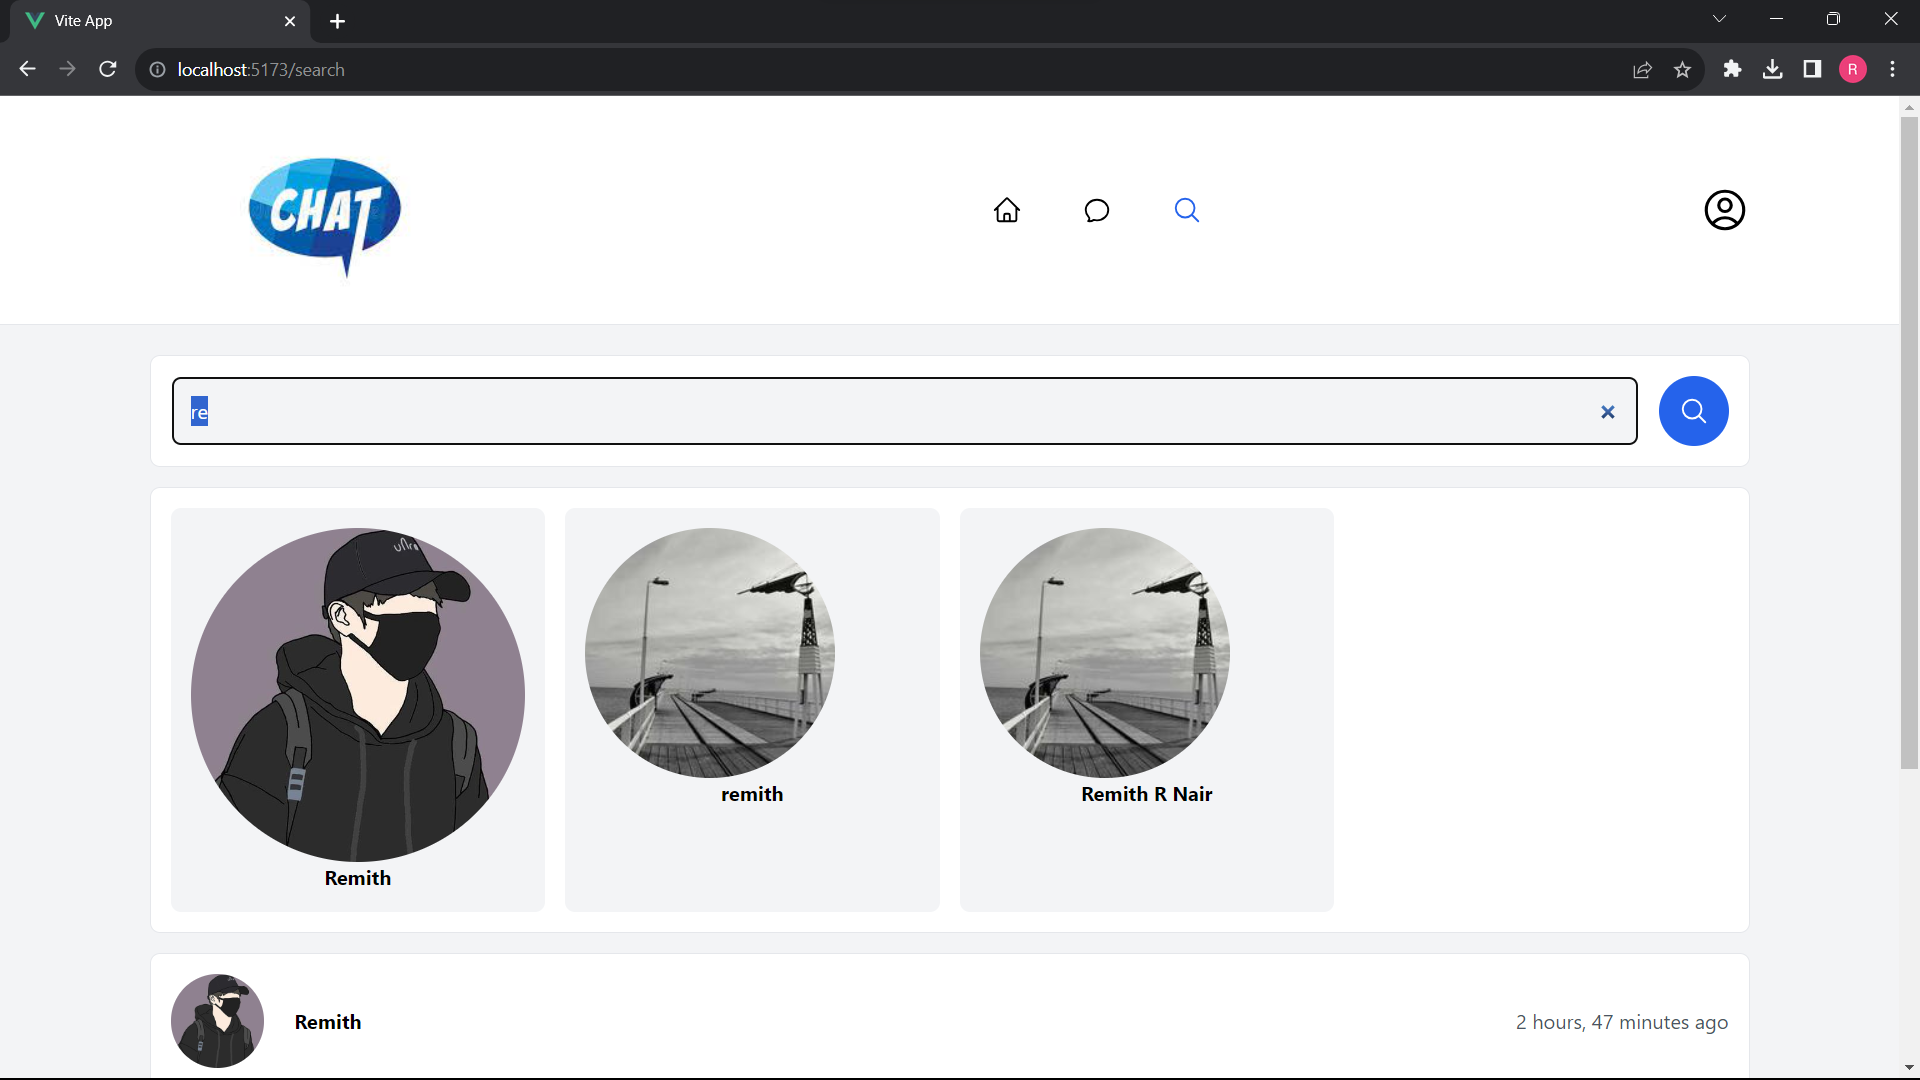 Vite App
localhost:5173/search
R
CHAT
re
Remith
remith
Remith R Nair
Remith
2 hours, 47 minutes ago